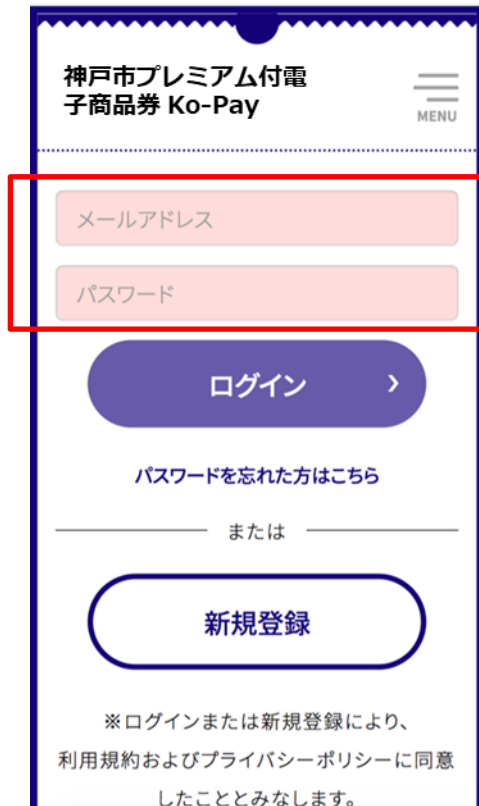 神戸市プレミアム付電
子商品券 Ko-Pay
MENU
メールアドレス
パスワード
ログイン
パスワードを忘れた方はこちら
または
新規登録
※ログインまたは新規登録により、
利用規約およびプライバシーポリシーに同意
したこととみなします。